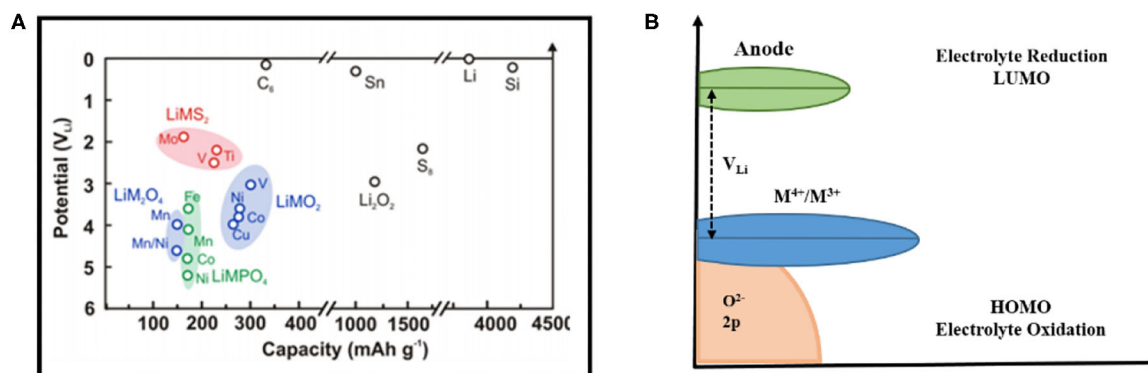 A
0
1
2
3
4
5
6
Potential (V_Li)
C₆
Sn
Li
Si
LiMS₂
Mo
V
Ti
S₈
Li₂O₂
LiM₂O₄
Fe
V
Ni
LiMO₂
Mn
Co
Cu
Mn/Ni
Mn
Co
Ni LiMPO₄
100 200 300 400 1000 1500 4000 4500
Capacity (mAh g⁻¹)
B
Anode
Electrolyte Reduction
LUMO
V_Li
M⁴⁺/M³⁺
O²⁻
2p
HOMO
Electrolyte Oxidation